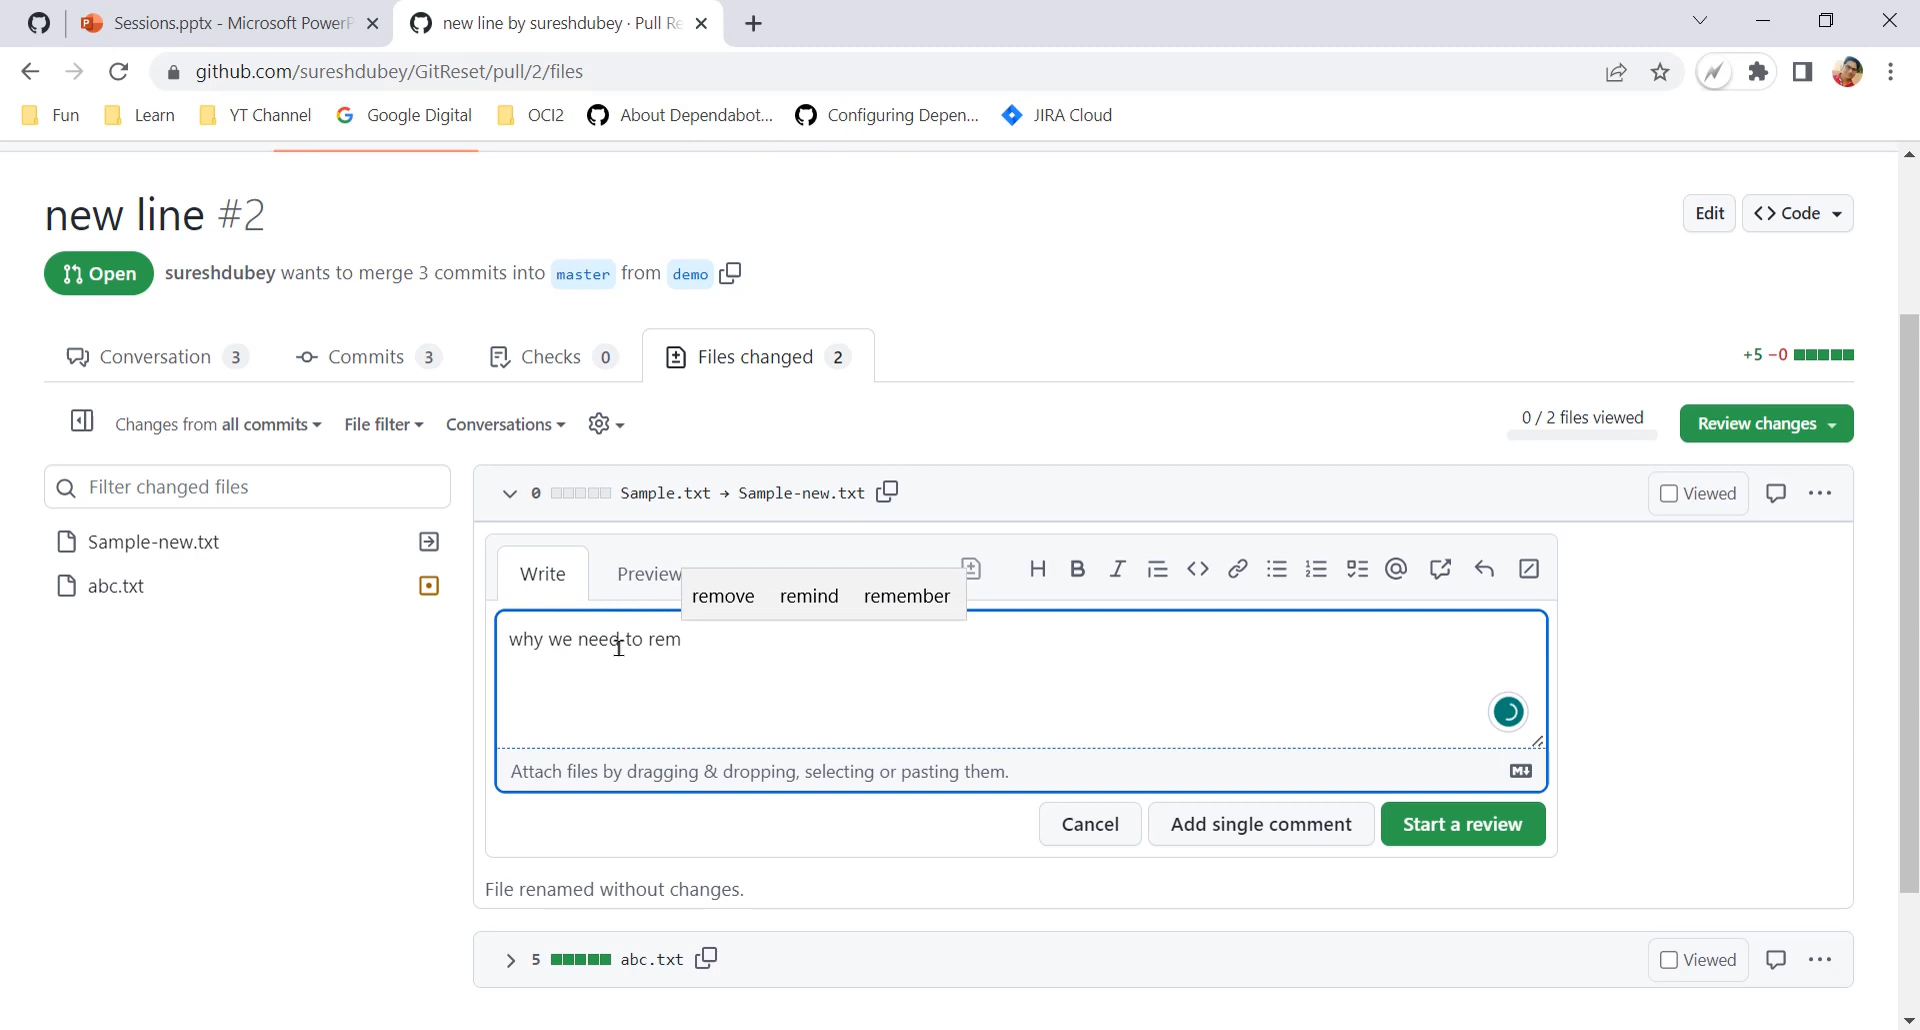 Sessions.pptx - Microsoft PowerP
new line by sureshdubey · Pull Re
github.com/sureshdubey/GitReset/pull/2/files
Fun Learn YT Channel Google Digital OCI2 About Dependabot... Configuring Depen... JIRA Cloud
new line #2
Edit
<> Code
Open
sureshdubey wants to merge 3 commits into master from demo
Conversation 3
Commits 3
Checks 0
Files changed 2
+5 −0
Changes from all commits
File filter
Conversations
0 / 2 files viewed
Review changes
Filter changed files
Sample-new.txt
abc.txt
0 Sample.txt → Sample-new.txt
Viewed
Write
Preview
H B I
remove remind remember
why we need to rem
Attach files by dragging & dropping, selecting or pasting them.
Cancel
Add single comment
Start a review
File renamed without changes.
5 abc.txt
Viewed